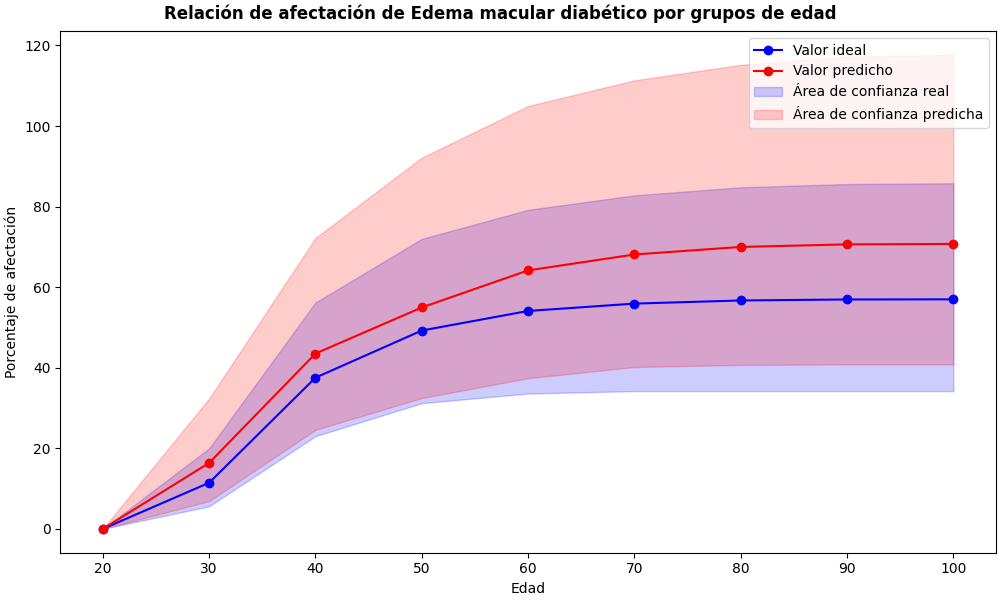 Relación de afectación de Edema macular diabético por grupos de edad
Valor ideal
Valor predicho
Área de confianza real
Área de confianza predicha
Porcentaje de afectación
120
100
80
60
40
20
0
20 30 40 50 60 70 80 90 100
Edad